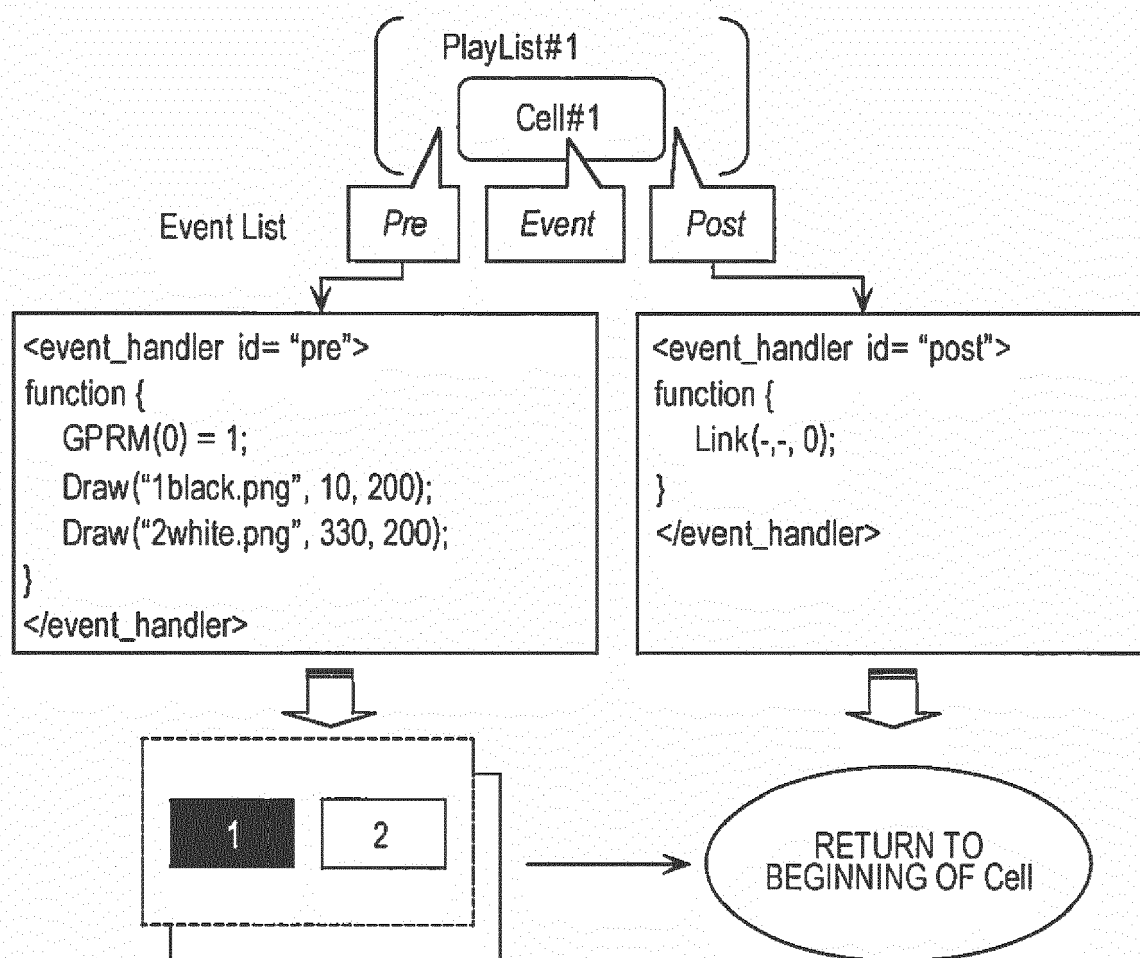 PlayList#1
Cell#1
Event List
Pre
Event
Post
<event_handler id= “pre”>
function {
GPRM(0) = 1;
Draw(“1black.png”, 10, 200);
Draw(“2white.png”, 330, 200);
}
</event_handler>
<event_handler id= “post”>
function {
Link(-,-, 0);
}
</event_handler>
1
2
RETURN TO
BEGINNING OF Cell